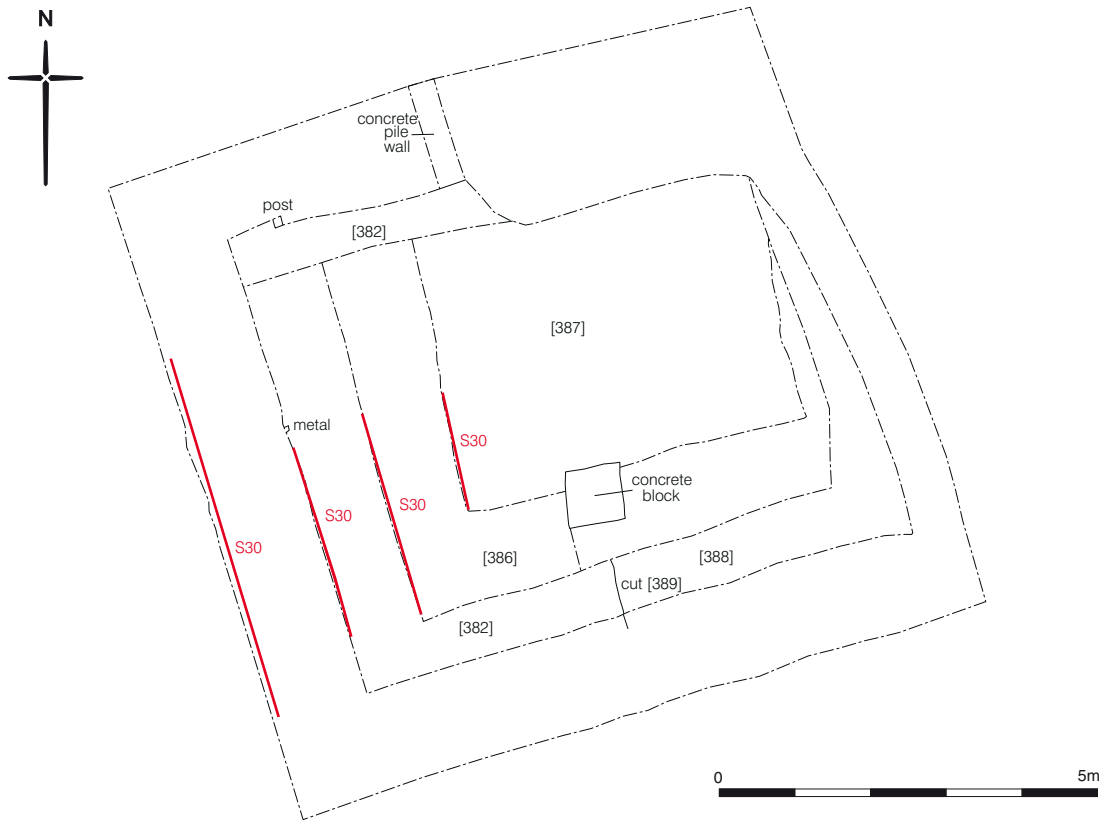 N
concrete
pile
wall
post
[382]
[387]
metal
S30
S30
S30
S30
concrete
block
[386]
[388]
cut [389]
[382]
0
5m